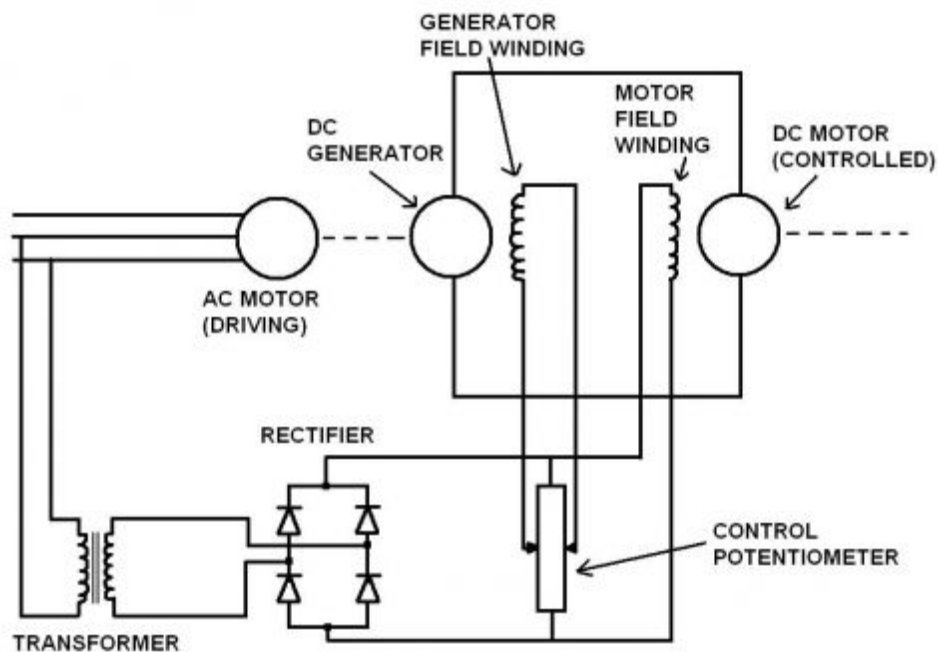 GENERATOR
FIELD WINDING
MOTOR
FIELD
WINDING
DC
GENERATOR
DC MOTOR
(CONTROLLED)
AC MOTOR
(DRIVING)
RECTIFIER
CONTROL
POTENTIOMETER
TRANSFORMER